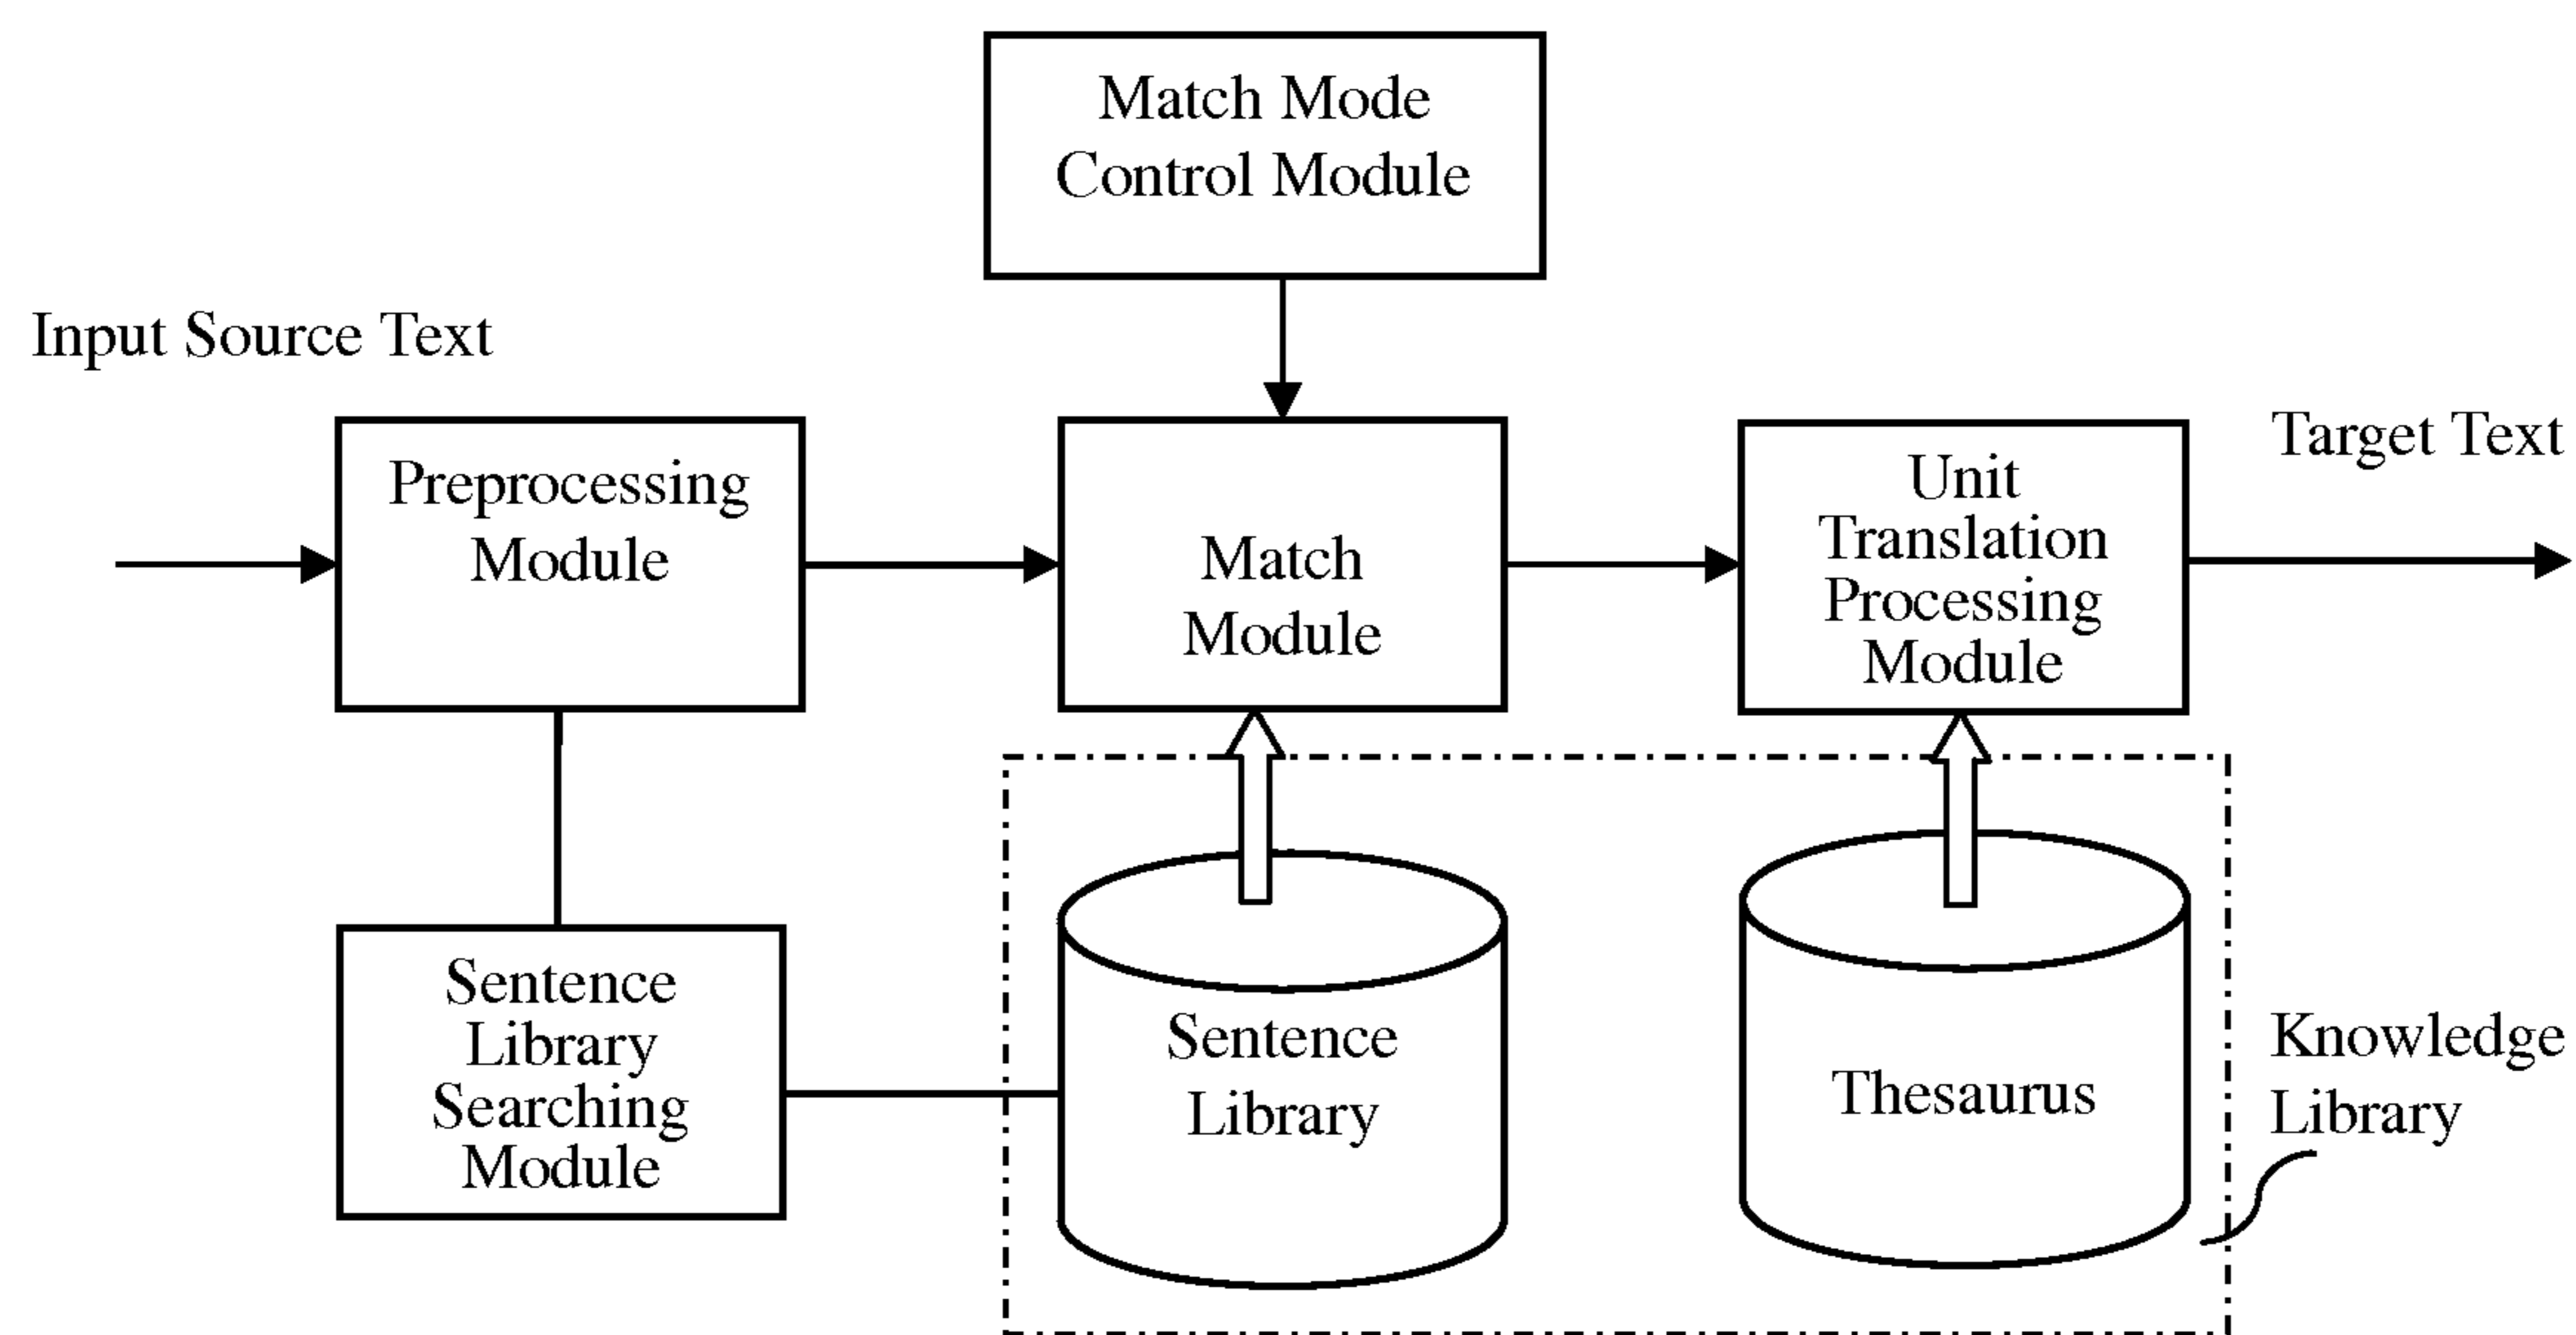 Match Mode
Control Module
Input Source Text
Preprocessing
Module
Match
Module
Unit
Translation
Processing
Module
Target Text
Sentence
Library
Searching
Module
Sentence
Library
Thesaurus
Knowledge
Library